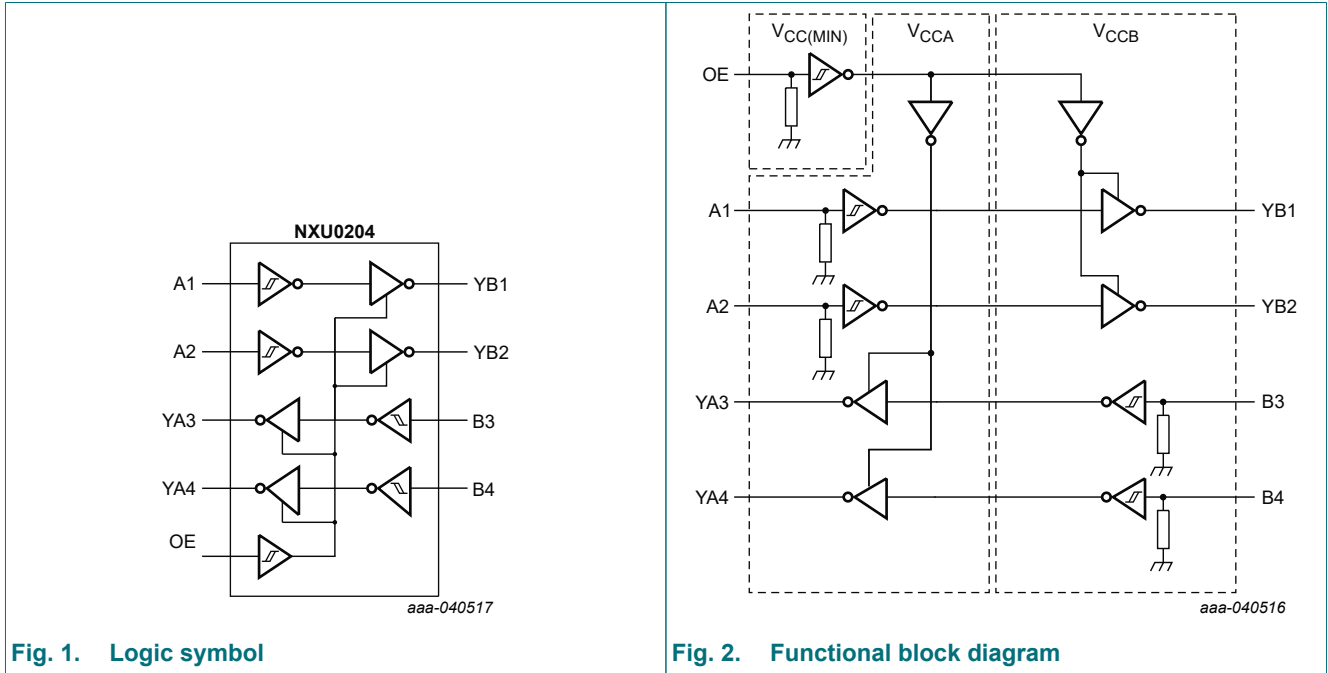 NXU0204
A1
YB1
A2
YB2
YA3
B3
YA4
B4
OE
aaa-040517
Fig. 1. Logic symbol
VCC(MIN)
VCCA
VCCB
OE
A1
YB1
A2
YB2
YA3
B3
YA4
B4
aaa-040516
Fig. 2. Functional block diagram